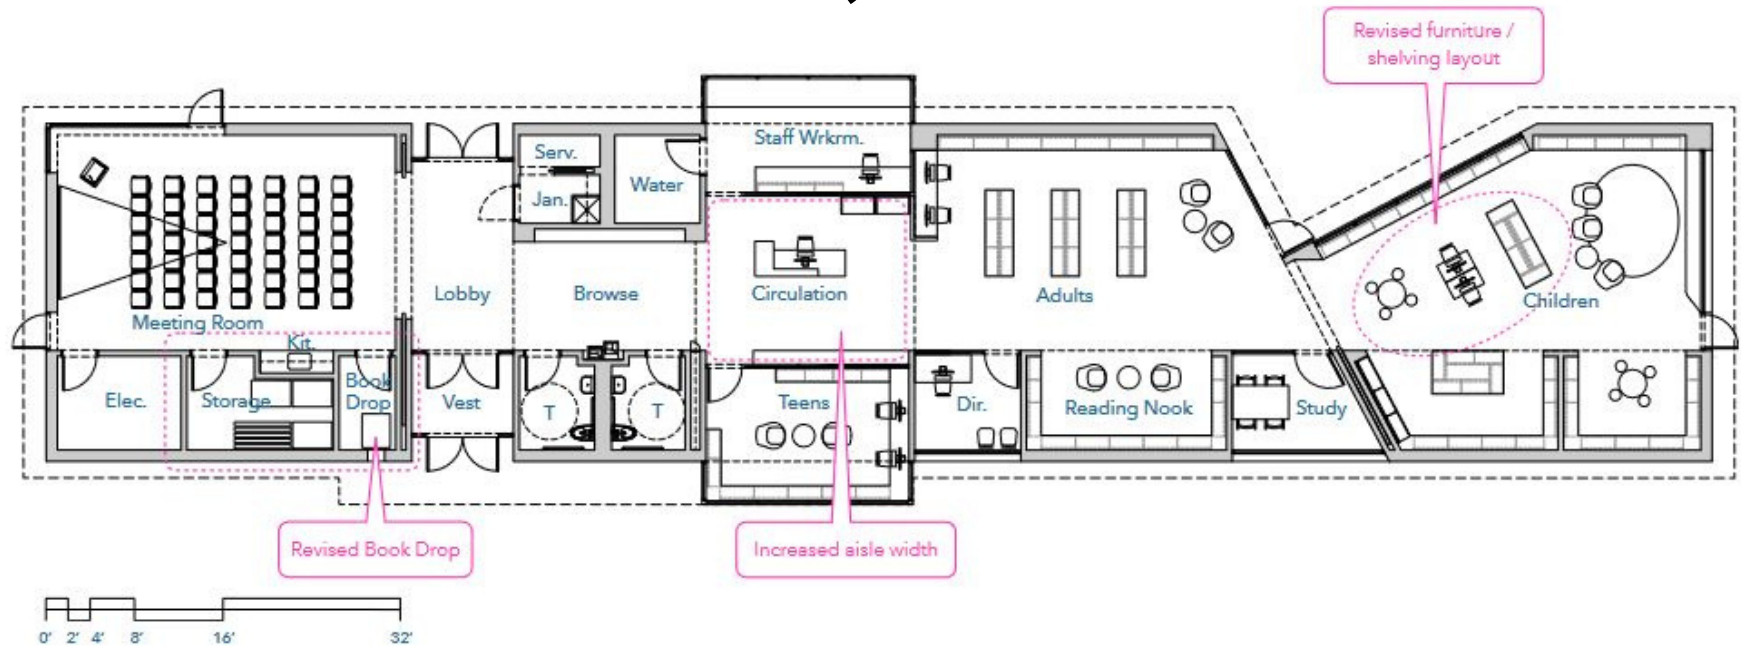 Revised furniture /
shelving layout
Staff Wrkrm.
Serv.
Water
Jan.
Lobby
Browse
Circulation
Adults
Children
Meeting Room
Kit.
Elec.
Storage
Book
Drop
Vest
T
T
Teens
Dir.
Reading Nook
Study
Revised Book Drop
Increased aisle width
0' 2' 4' 8' 16' 32'